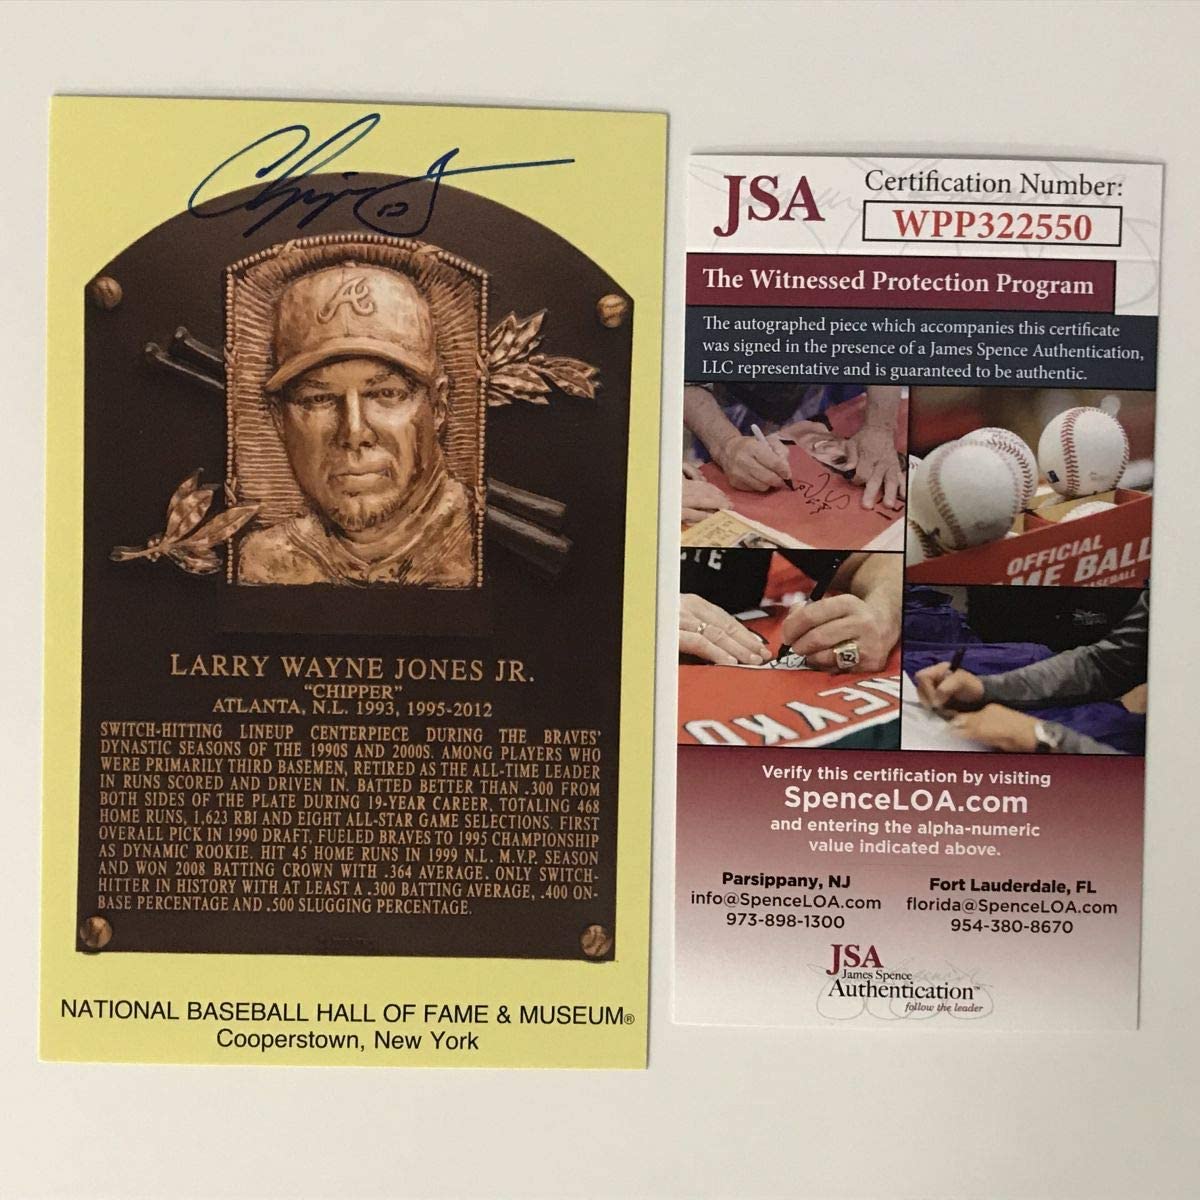 Chipper J
10
A
LARRY WAYNE JONES JR.
"CHIPPER"
ATLANTA, N.L. 1993, 1995-2012
SWITCH-HITTING LINEUP CENTERPIECE DURING THE BRAVES'
DYNASTIC SEASONS OF THE 1990S AND 2000S. AMONG PLAYERS WHO
WERE PRIMARILY THIRD BASEMEN, RETIRED AS THE ALL-TIME LEADER
IN RUNS SCORED AND DRIVEN IN. BATTED BETTER THAN .300 FROM
BOTH SIDES OF THE PLATE DURING 19-YEAR CAREER, TOTALING 468
HOME RUNS, 1,623 RBI AND EIGHT ALL-STAR GAME SELECTIONS. FIRST
OVERALL PICK IN 1990 DRAFT, FUELED BRAVES TO 1995 CHAMPIONSHIP
AS DYNAMIC ROOKIE. HIT 45 HOME RUNS IN 1999 N.L. M.V.P. SEASON
AND WON 2008 BATTING CROWN WITH .364 AVERAGE. ONLY SWITCH-
HITTER IN HISTORY WITH AT LEAST A .300 BATTING AVERAGE, .400 ON-
BASE PERCENTAGE AND .500 SLUGGING PERCENTAGE.
NATIONAL BASEBALL HALL OF FAME & MUSEUM®
Cooperstown, New York
JSA
Certification Number:
WPP322550
The Witnessed Protection Program
The autographed piece which accompanies this certificate
was signed in the presence of a James Spence Authentication,
LLC representative and is guaranteed to be authentic.
OFFICIAL
ME BALL
BASEBALL
EYKO
Verify this certification by visiting
SpenceLOA.com
and entering the alpha-numeric
value indicated above.
Parsippany, NJ
info@SpenceLOA.com
973-898-1300
Fort Lauderdale, FL
florida@SpenceLOA.com
954-380-8670
JSA
James Spence
Authentication™
follow the leader